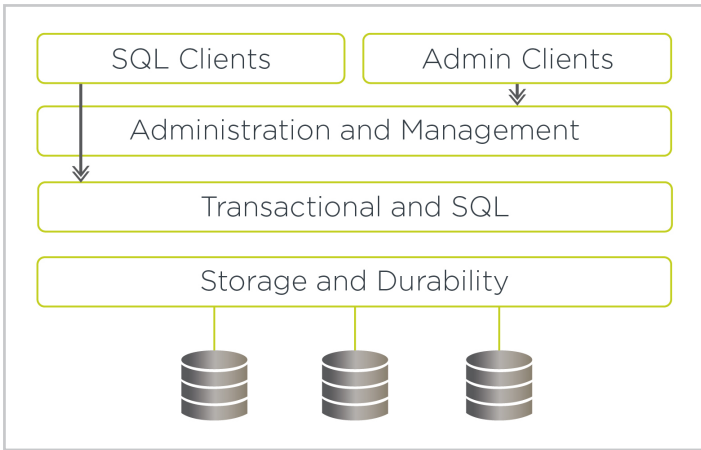 SQL Clients
Admin Clients
Administration and Management
Transactional and SQL
Storage and Durability